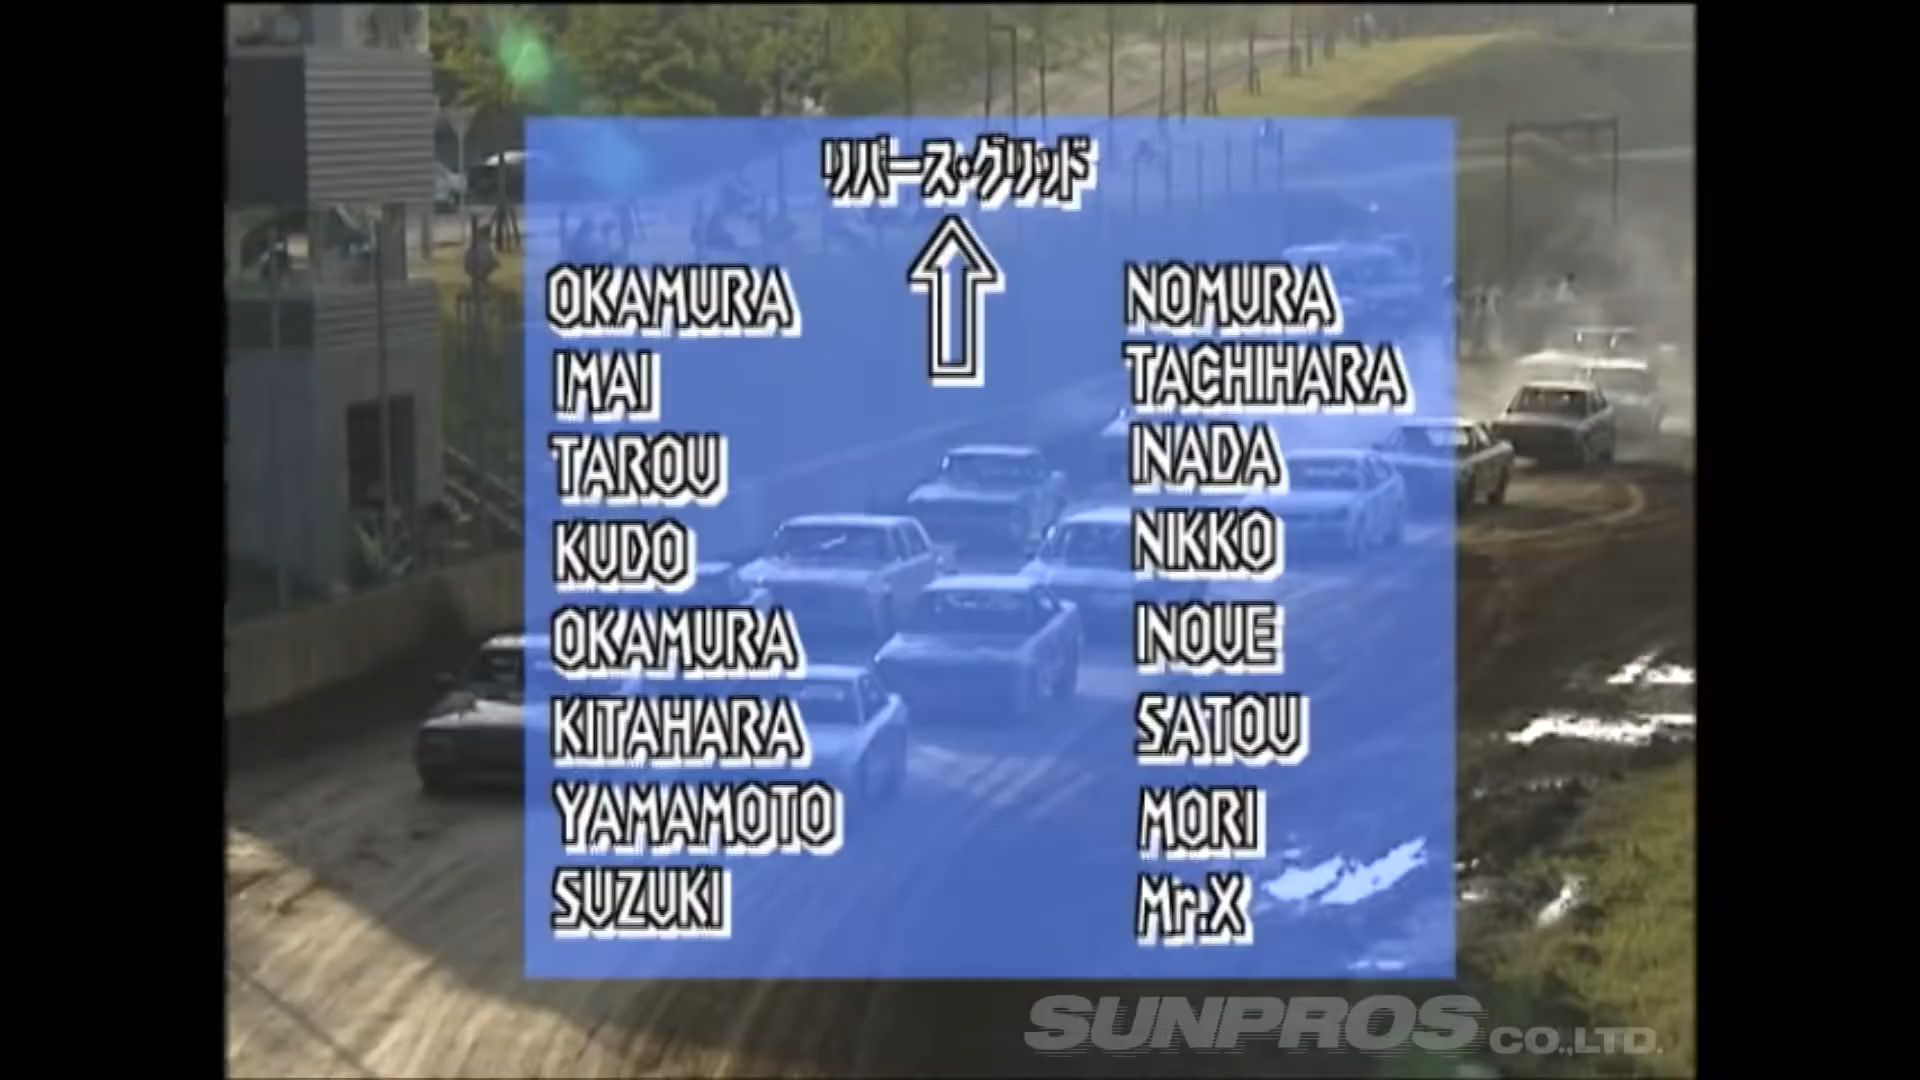 リバース・グリッド
OKAMURA NOMURA
IMAI TACHIHARA
TAROU INADA
KUDO NIKKO
OKAMURA INOUE
KITAHARA SATOU
YAMAMOTO MORI
SUZUKI Mr.X
SUNPROS CO.,LTD.